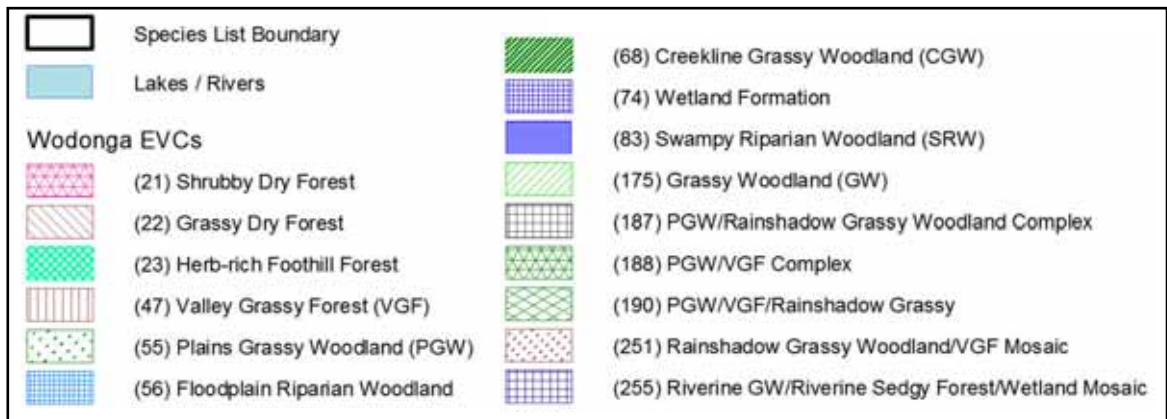 Species List Boundary
Lakes / Rivers
Wodonga EVCs
(21) Shrubby Dry Forest
(22) Grassy Dry Forest
(23) Herb-rich Foothill Forest
(47) Valley Grassy Forest (VGF)
(55) Plains Grassy Woodland (PGW)
(56) Floodplain Riparian Woodland
(68) Creekline Grassy Woodland (CGW)
(74) Wetland Formation
(83) Swampy Riparian Woodland (SRW)
(175) Grassy Woodland (GW)
(187) PGW/Rainshadow Grassy Woodland Complex
(188) PGW/VGF Complex
(190) PGW/VGF/Rainshadow Grassy
(251) Rainshadow Grassy Woodland/VGF Mosaic
(255) Riverine GW/Riverine Sedgy Forest/Wetland Mosaic